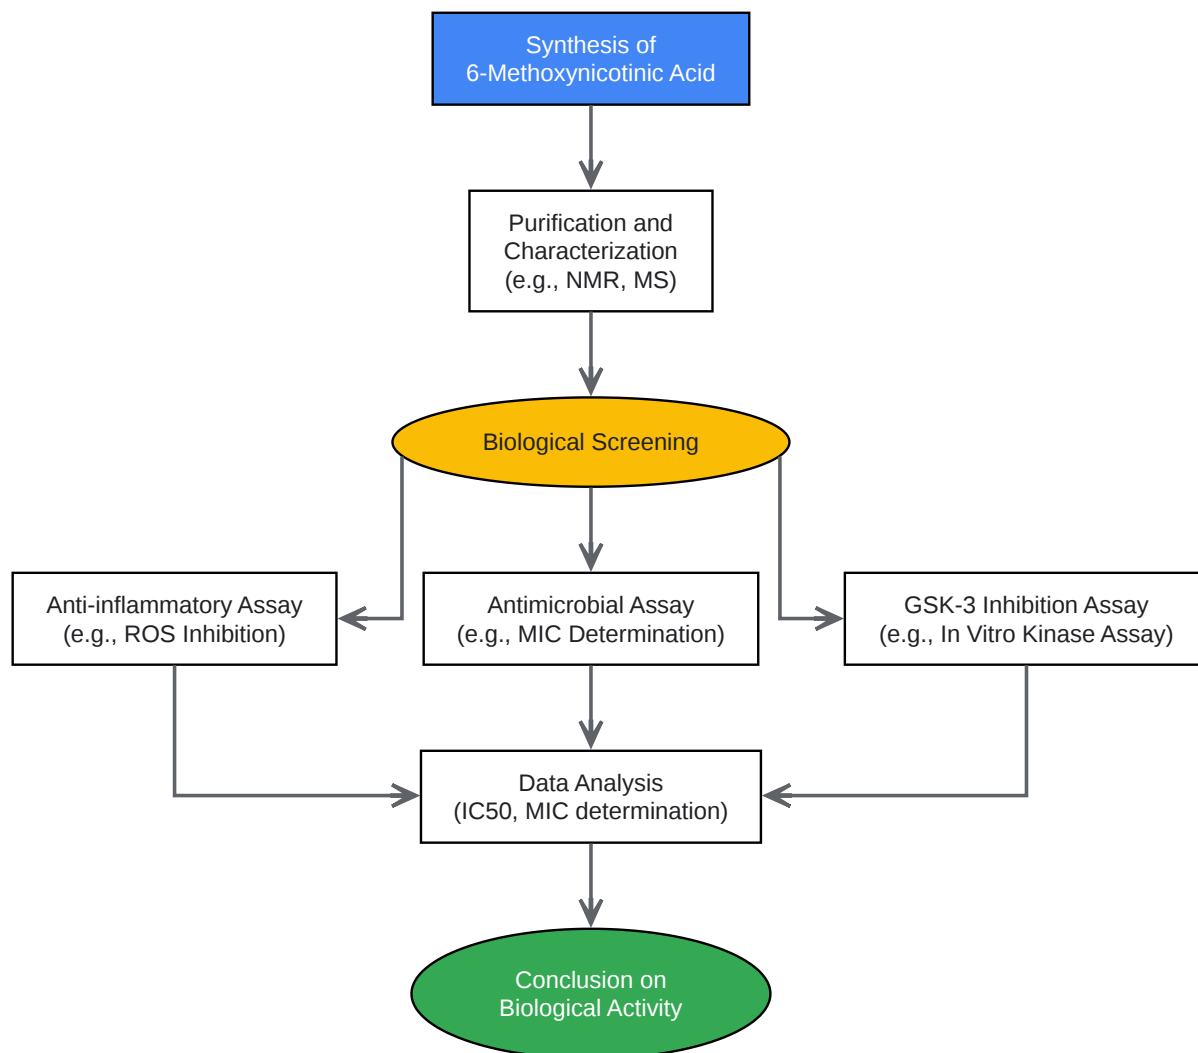 Synthesis of
6-Methoxynicotinic Acid
Purification and
Characterization
(e.g., NMR, MS)
Biological Screening
Anti-inflammatory Assay
(e.g., ROS Inhibition)
Antimicrobial Assay
(e.g., MIC Determination)
GSK-3 Inhibition Assay
(e.g., In Vitro Kinase Assay)
Data Analysis
(IC50, MIC determination)
Conclusion on
Biological Activity